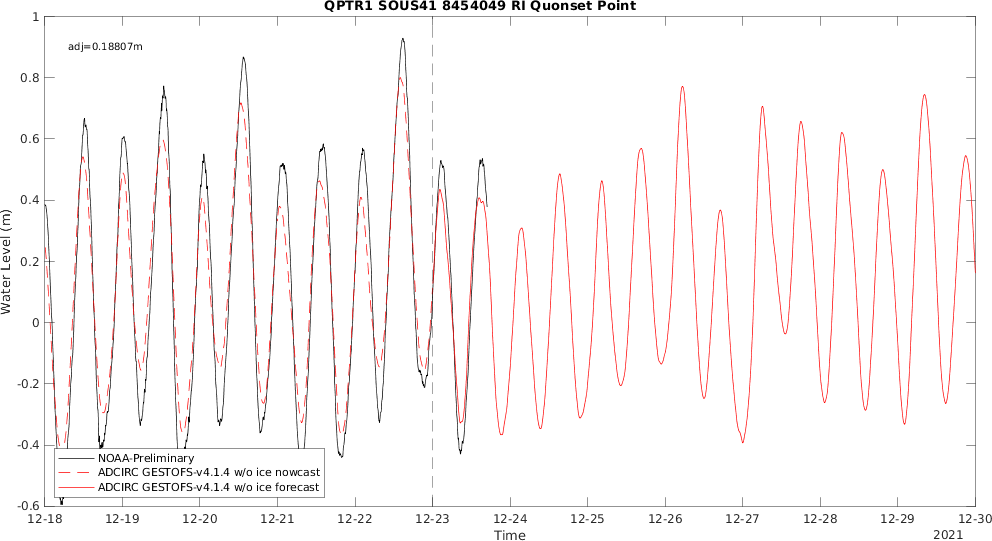 QPTR1 SOUS41 8454049 RI Quonset Point
adj=0.18807m
1
0.8
0.6
0.4
0.2
0
-0.2
-0.4
-0.6
Water Level (m)
NOAA-Preliminary
ADCIRC GESTOFS-v4.1.4 w/o ice nowcast
ADCIRC GESTOFS-v4.1.4 w/o ice forecast
12-18 12-19 12-20 12-21 12-22 12-23 12-24 12-25 12-26 12-27 12-28 12-29 12-30
Time
2021